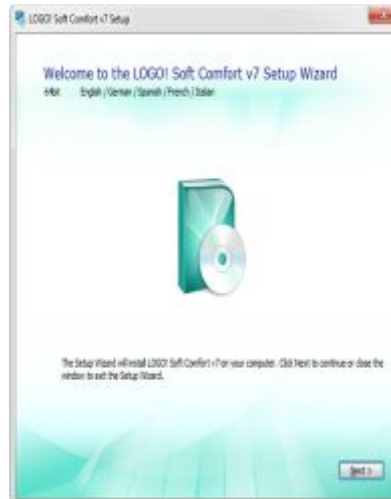 LOGO! Soft Comfort v7 Setup
Welcome to the LOGO! Soft Comfort v7 Setup Wizard
64bit English / German / Spanish / French / Italian
The Setup Wizard will install LOGO! Soft Comfort v7 on your computer. Click Next to continue or close the
window to exit the Setup Wizard.
Next >